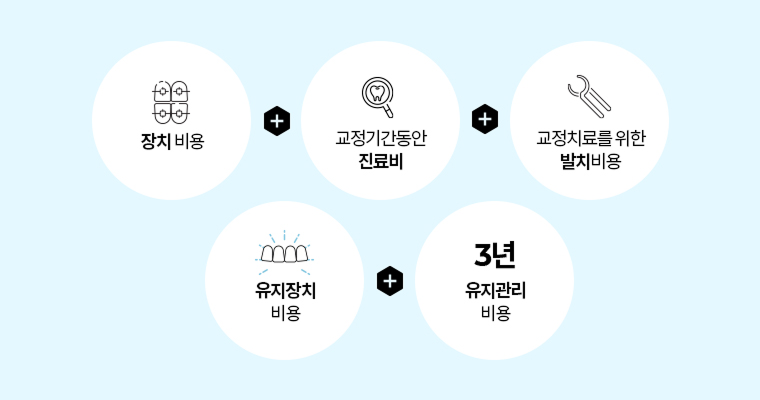 장치 비용
교정기간동안
진료비
교정치료를 위한
발치비용
유지장치
비용
3년
유지관리
비용